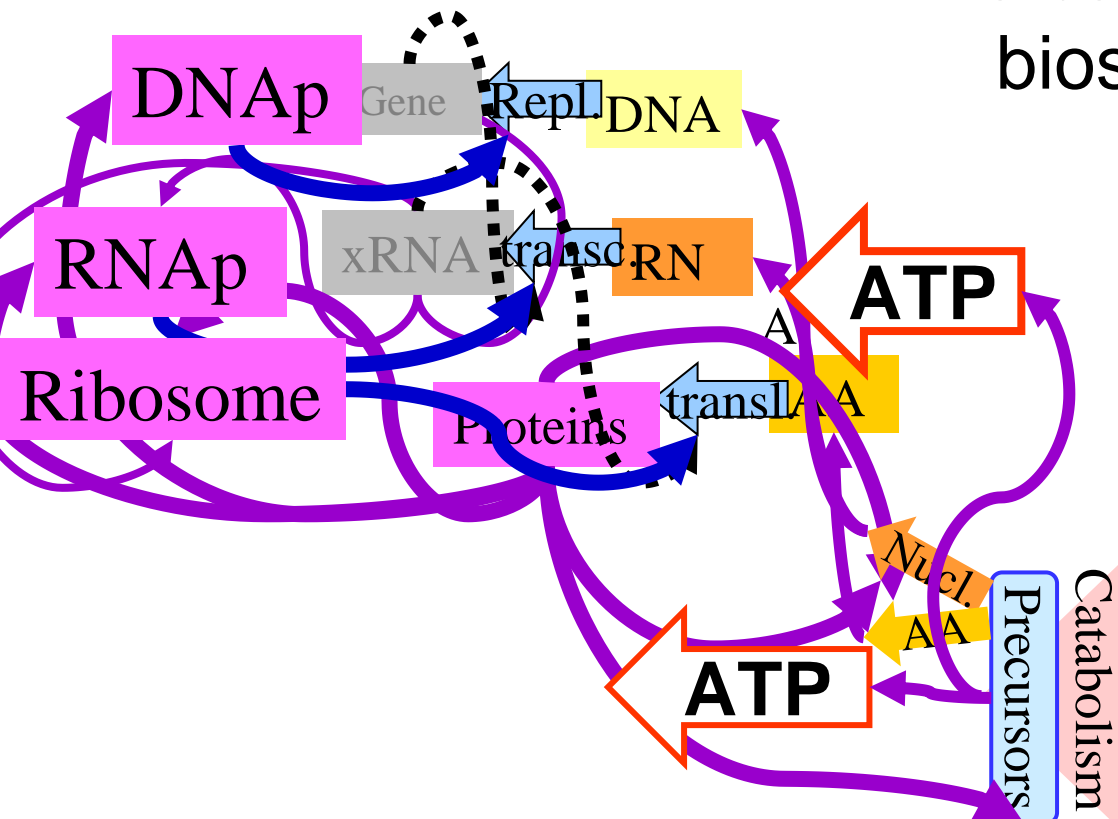 bios
DNAp
Gene
Repl.
DNA
RNAp
xRNA
transc.
RN
ATP
A
Ribosome
Proteins
transl.
AA
Nucl.
AA
ATP
Precursors
Catabolism